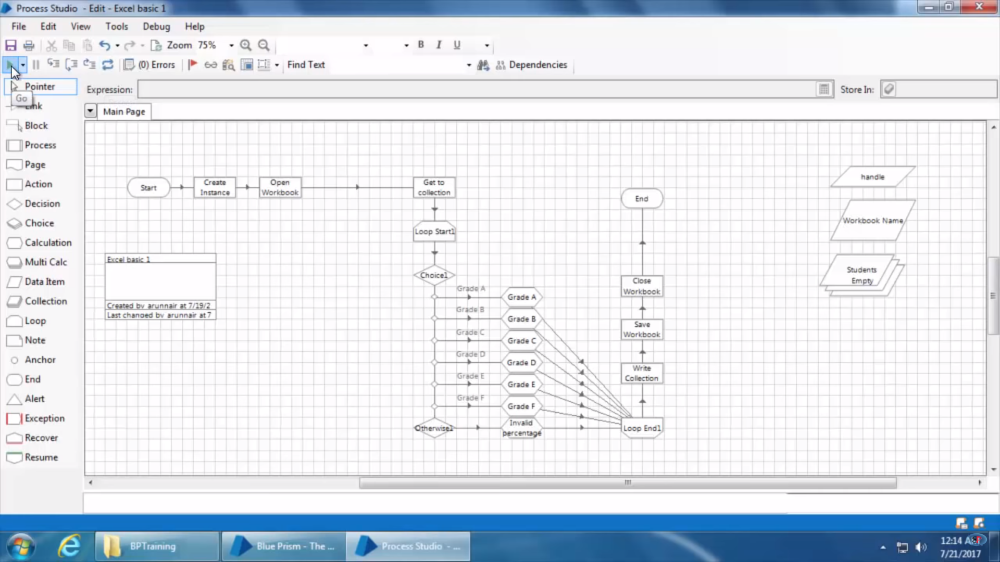 Process Studio - Edit - Excel basic 1
File Edit View Tools Debug Help
Zoom 75% B I U
(0) Errors Find Text Dependencies
Pointer
Go
Link
Block
Process
Page
Action
Decision
Choice
Calculation
Multi Calc
Data Item
Collection
Loop
Note
Anchor
End
Alert
Exception
Recover
Resume
Expression: Store In:
Main Page
Start
Create
Instance
Open
Workbook
Get to
collection
Loop Start1
Choice1
Grade A
Grade A
Grade B
Grade B
Grade C
Grade C
Grade D
Grade D
Grade E
Grade E
Grade F
Grade F
Otherwise1
Invalid
percentage
Loop End1
Write
Collection
Save
Workbook
Close
Workbook
End
handle
Workbook Name
Students
Empty
Excel basic 1
Created by arunnair at 7/19/2
Last changed by arunnair at 7
BPTraining
Blue Prism - The ...
Process Studio - ...
12:14
7/21/2017